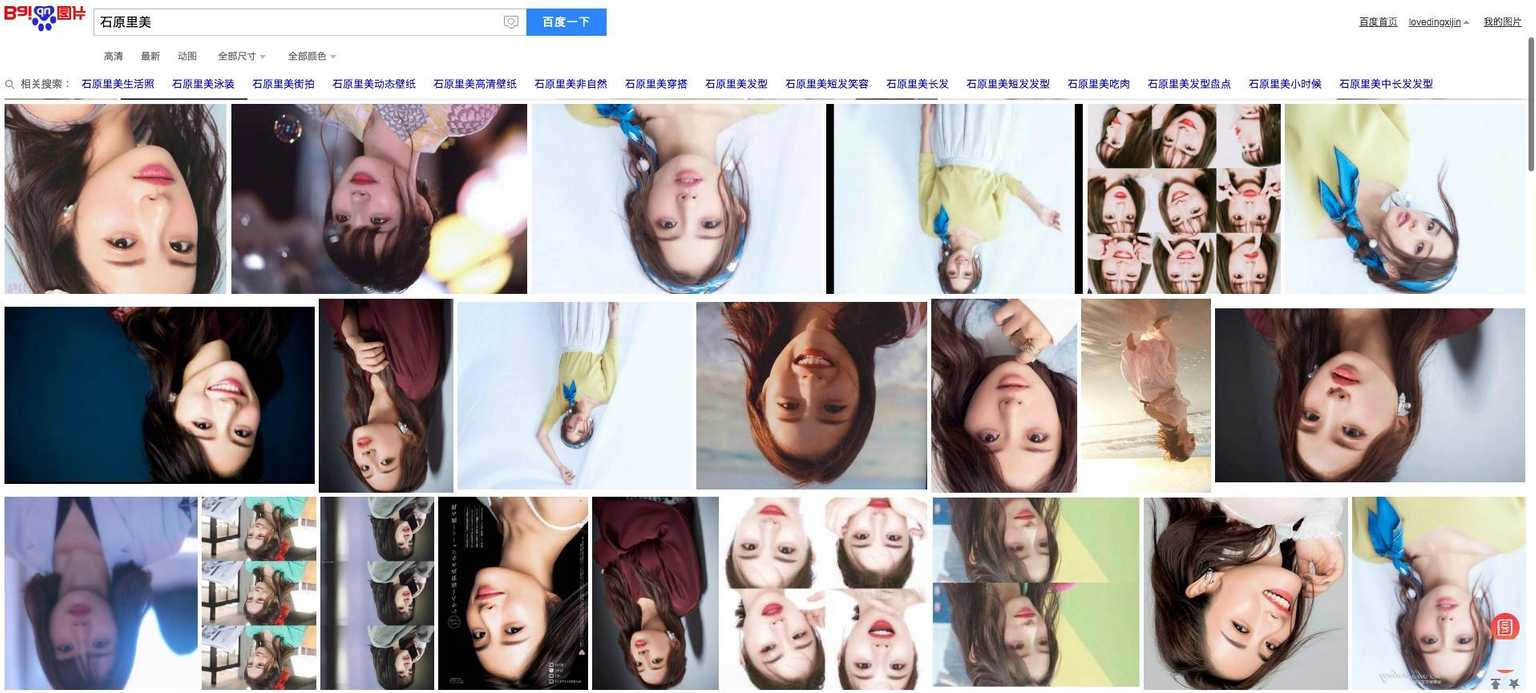 Bai du 图片
石原里美
百度一下
百度首页 lovedingxijin 我的图片
高清 最新 动图 全部尺寸 全部颜色
相关搜索： 石原里美生活照 石原里美泳装 石原里美街拍 石原里美动态壁纸 石原里美高清壁纸 石原里美非自然 石原里美穿搭 石原里美发型 石原里美短发笑容 石原里美长发 石原里美短发发型 石原里美吃肉 石原里美发型盘点 石原里美小时候 石原里美中长发发型